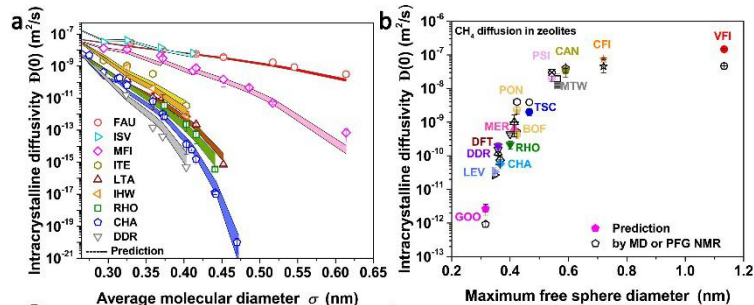 a
Intracrystalline diffusivity D(0) (m²/s)
10⁻⁷
10⁻⁷
10⁻⁹
10⁻¹¹
10⁻¹³
10⁻¹⁵
10⁻¹⁷
10⁻¹⁹
10⁻²¹
FAU
ISV
MFI
ITE
LTA
IHW
RHO
CHA
DDR
Prediction
0.30 0.35 0.40 0.45 0.50 0.55 0.60 0.65
Average molecular diameter σ (nm)
b
Intracrystalline diffusivity D(0) (m²/s)
10⁻⁶
10⁻⁷
10⁻⁸
10⁻⁹
10⁻¹⁰
10⁻¹¹
10⁻¹²
10⁻¹³
CH₄ diffusion in zeolites
VFI
CFI
CAN
PSI
MTW
PON
TSC
MER
BOF
DFT
RHO
DDR
CHA
LEV
GOO
Prediction
by MD or PFG NMR
0.2 0.4 0.6 0.8 1.0 1.2
Maximum free sphere diameter (nm)